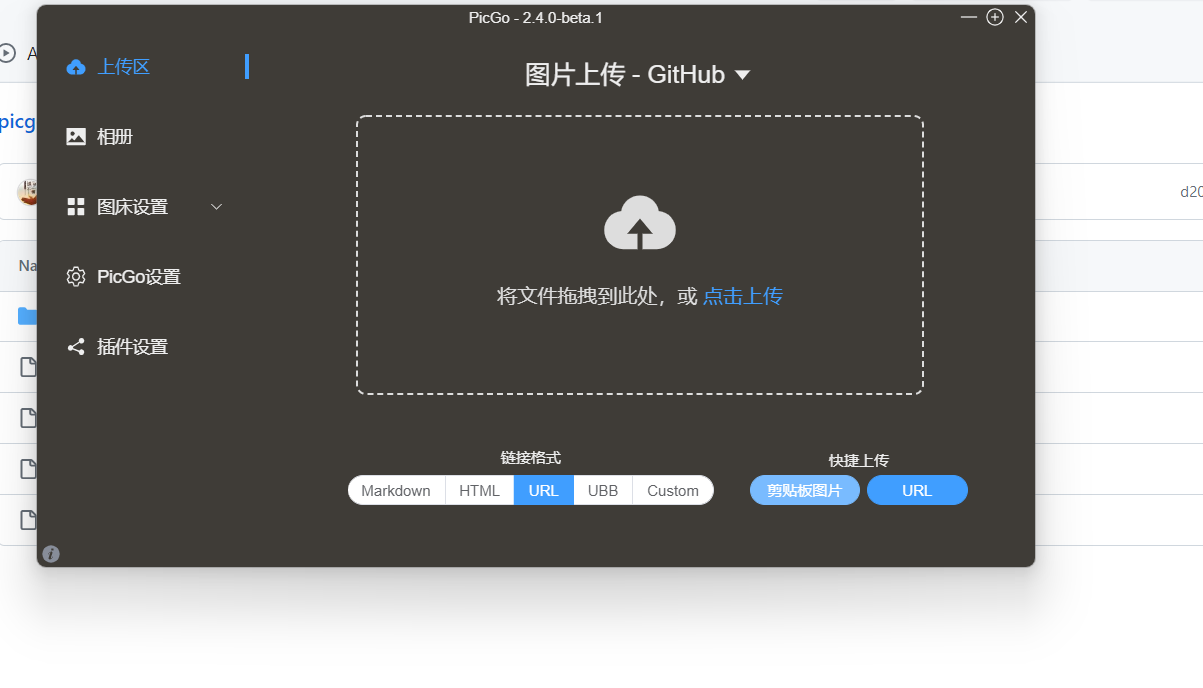 PicGo - 2.4.0-beta.1
A
上传区
图片上传 - GitHub
picg
相册
d20
图床设置
Na
PicGo设置
将文件拖拽到此处，或 点击上传
插件设置
链接格式
快捷上传
Markdown HTML URL UBB Custom
剪贴板图片 URL